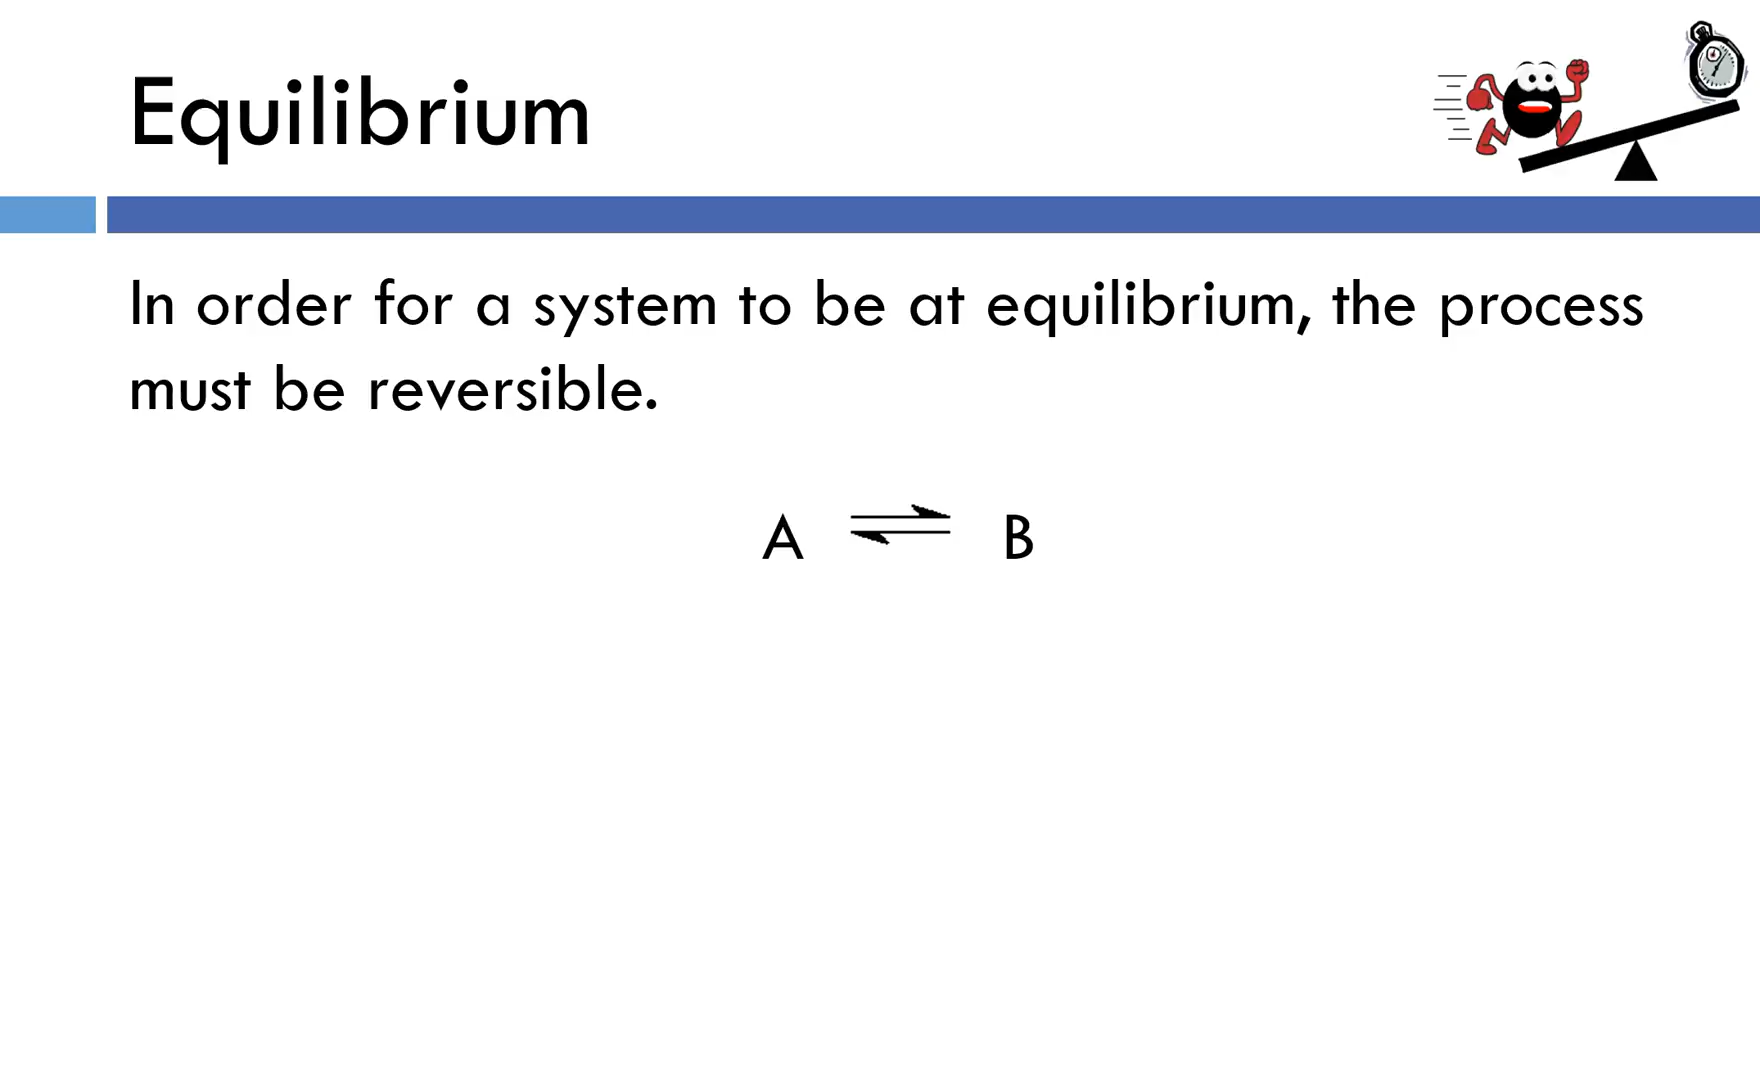 Equilibrium
In order for a system to be at equilibrium, the process
must be reversible.
A ⇌ B